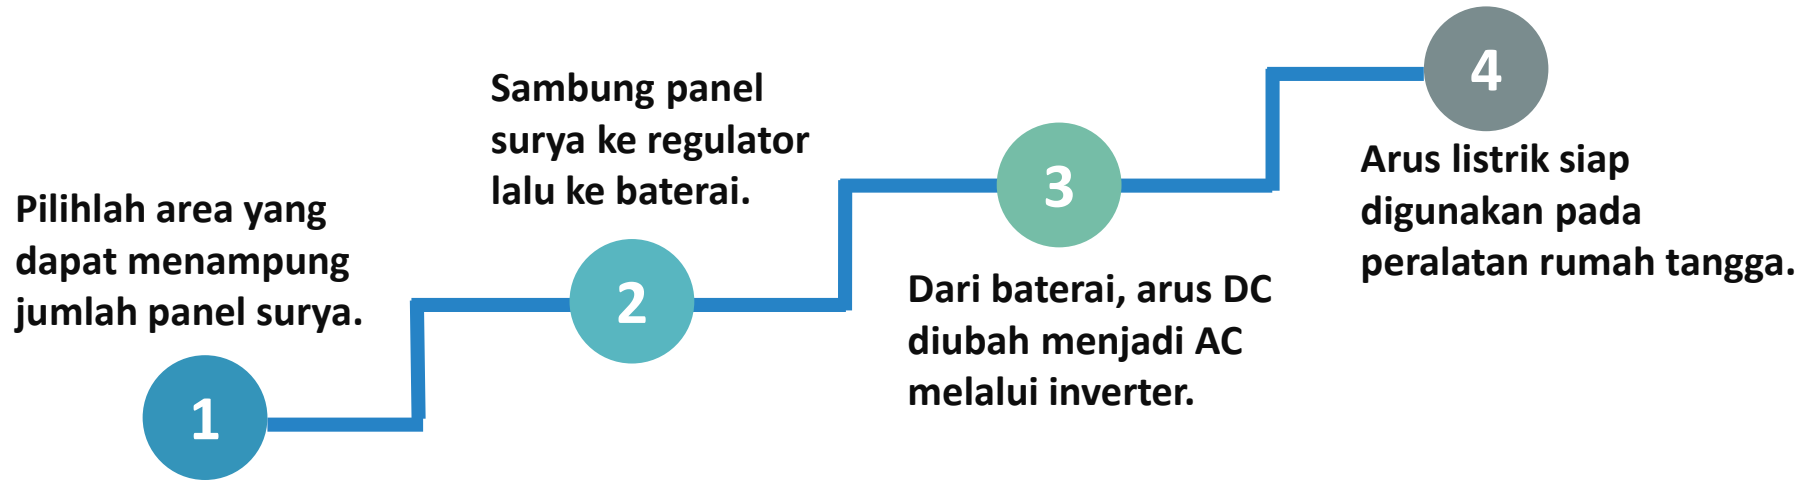 Pilihlah area yang
dapat menampung
jumlah panel surya.
1
Sambung panel
surya ke regulator
lalu ke baterai.
2
3
Dari baterai, arus DC
diubah menjadi AC
melalui inverter.
4
Arus listrik siap
digunakan pada
peralatan rumah tangga.